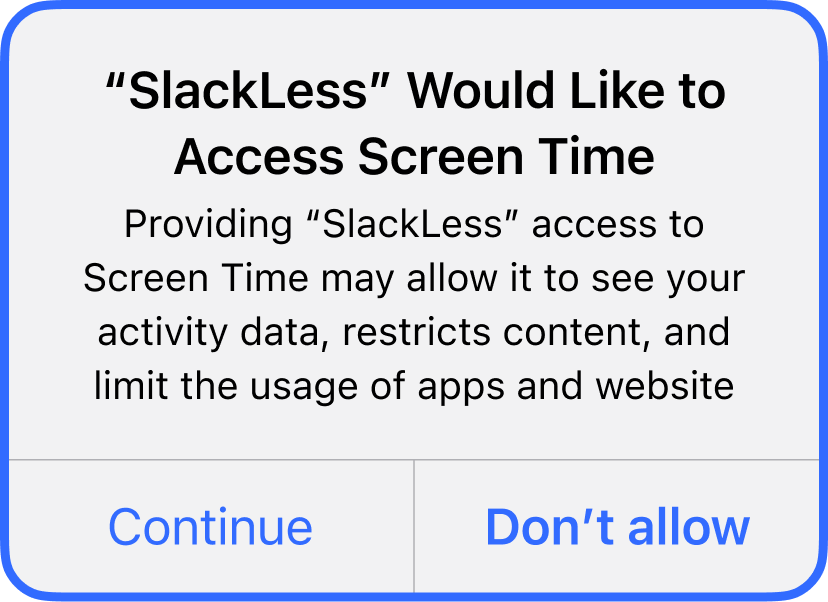 “SlackLess” Would Like to
Access Screen Time
Providing “SlackLess” access to
Screen Time may allow it to see your
activity data, restricts content, and
limit the usage of apps and website
Continue
Don’t allow